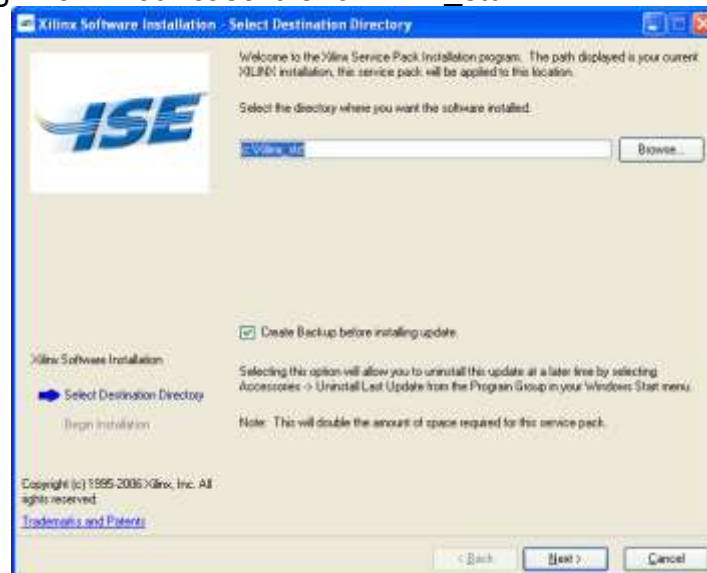 Xilinx Software Installation - Select Destination Directory
Welcome to the Xilinx Service Pack Installation program. The path displayed is your current
XILINX installation, this service pack will be applied to this location.
ISE
Select the directory where you want the software installed.
Browse...
Create Backup before installing update.
Xilinx Software Installation
Selecting this option will allow you to uninstall this update at a later time by selecting
Accessories -> Uninstall Last Update from the Program Group in your Windows Start menu.
Select Destination Directory
Begin Installation
Note: This will double the amount of space required for this service pack.
Copyright (c) 1995-2006 Xilinx, Inc. All
rights reserved.
Trademarks and Patents
< Back
Next >
Cancel